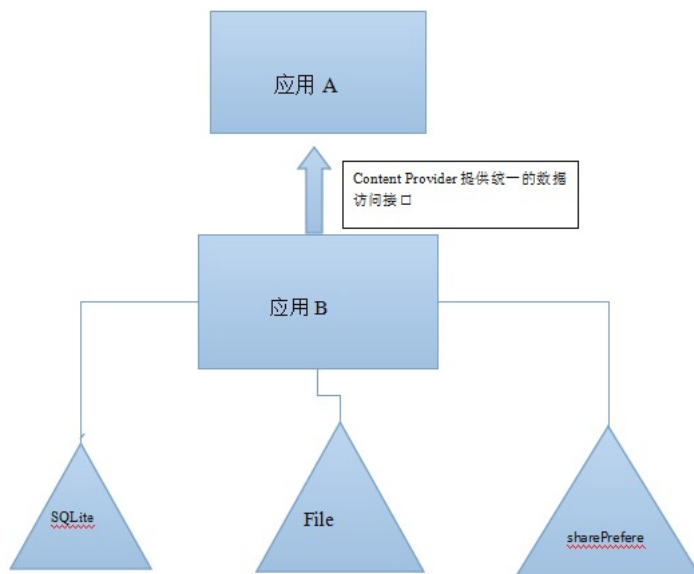 应用 A
Content Provider 提供统一的数据
访问接口
应用 B
SQLite
File
sharePrefere